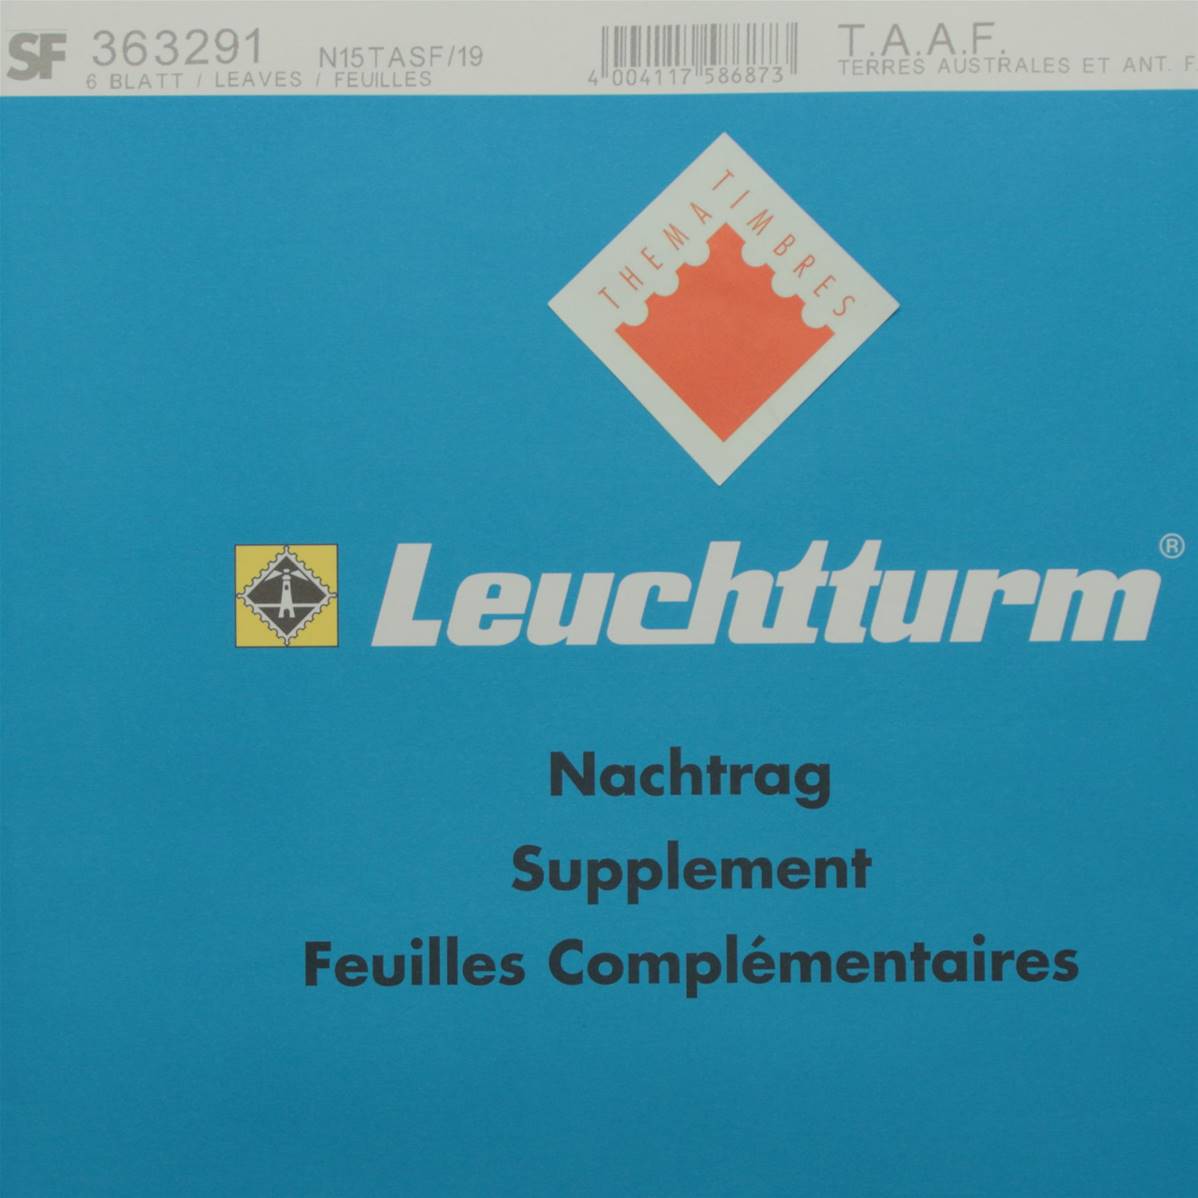 SF 363291 N15TASF/19
6 BLATT / LEAVES / FEUILLES
4 004117 586873
T.A.A.F.
TERRES AUSTRALES ET ANT. F
THEMA TIMBRES
Leuchtturm®
Nachtrag
Supplement
Feuilles Complémentaires